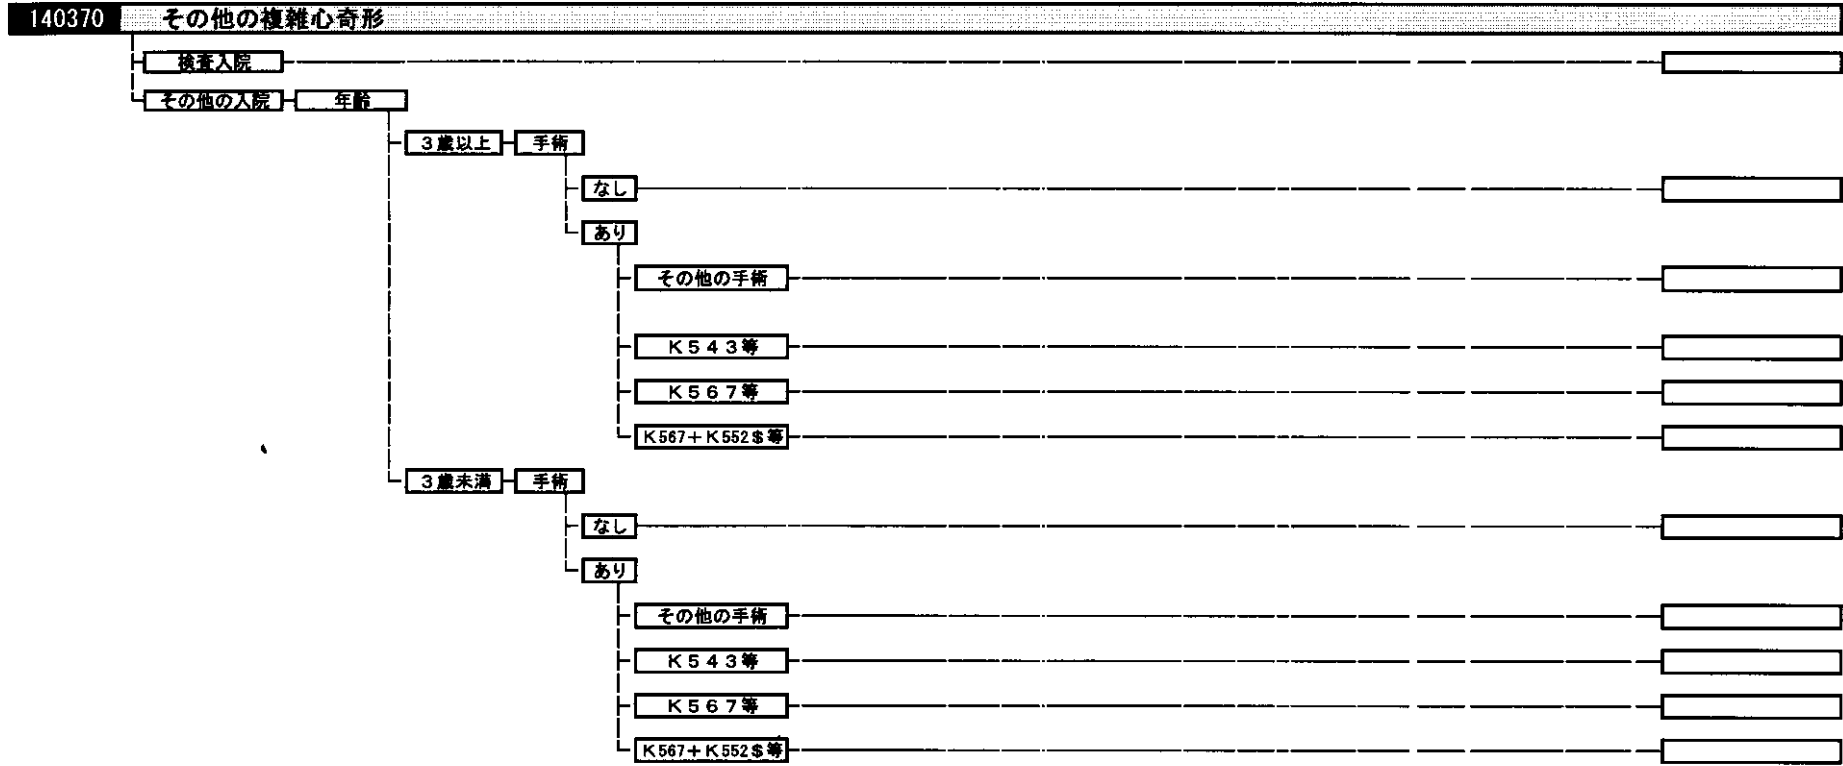 140370 その他の複雑心奇形
検査入院
その他の入院 年齢
3歳以上 手術
なし
あり
その他の手術
K543等
K567等
K567+K552$等
3歳未満 手術
なし
あり
その他の手術
K543等
K567等
K567+K552$等